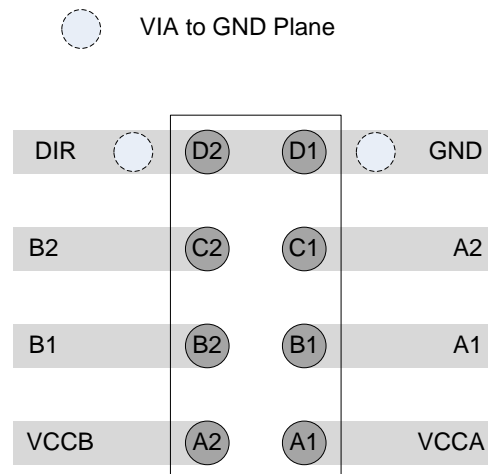 VIA to GND Plane
DIR D2 D1 GND
B2 C2 C1 A2
B1 B2 B1 A1
VCCB A2 A1 VCCA